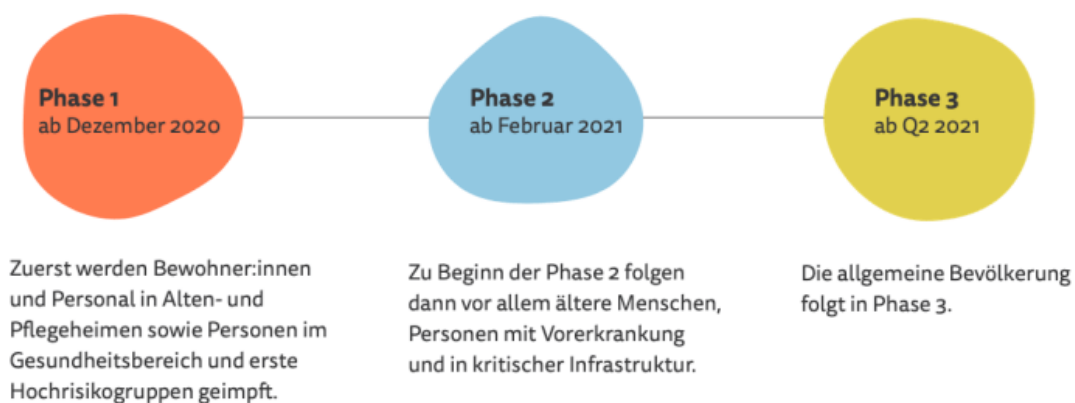 Phase 1
ab Dezember 2020
Phase 2
ab Februar 2021
Phase 3
ab Q2 2021
Zuerst werden Bewohner:innen
und Personal in Alten- und
Pflegeheimen sowie Personen im
Gesundheitsbereich und erste
Hochrisikogruppen geimpft.
Zu Beginn der Phase 2 folgen
dann vor allem ältere Menschen,
Personen mit Vorerkrankung
und in kritischer Infrastruktur.
Die allgemeine Bevölkerung
folgt in Phase 3.